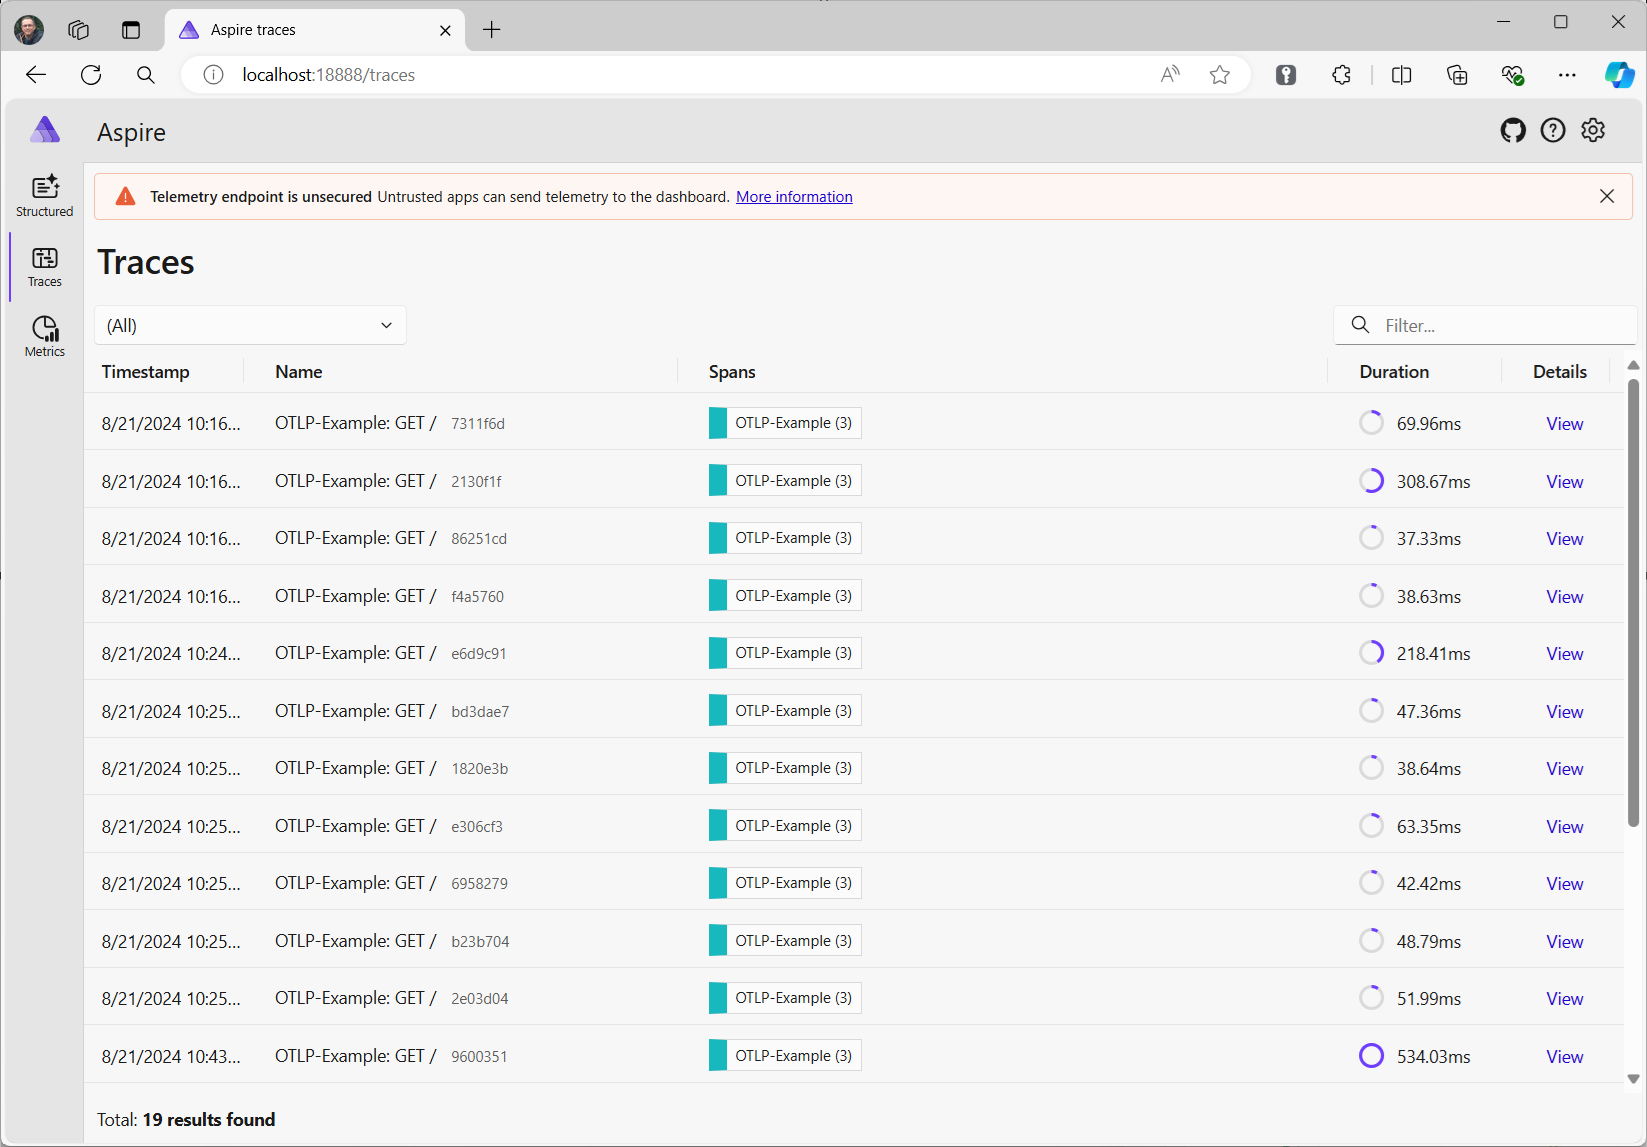 Aspire traces
localhost:18888/traces
Aspire
Structured
Traces
Metrics
Telemetry endpoint is unsecured Untrusted apps can send telemetry to the dashboard. More information
Traces
(All)
Filter...
Timestamp Name Spans Duration Details
8/21/2024 10:16... OTLP-Example: GET / 7311f6d OTLP-Example (3) 69.96ms View
8/21/2024 10:16... OTLP-Example: GET / 2130f1f OTLP-Example (3) 308.67ms View
8/21/2024 10:16... OTLP-Example: GET / 86251cd OTLP-Example (3) 37.33ms View
8/21/2024 10:16... OTLP-Example: GET / f4a5760 OTLP-Example (3) 38.63ms View
8/21/2024 10:24... OTLP-Example: GET / e6d9c91 OTLP-Example (3) 218.41ms View
8/21/2024 10:25... OTLP-Example: GET / bd3dae7 OTLP-Example (3) 47.36ms View
8/21/2024 10:25... OTLP-Example: GET / 1820e3b OTLP-Example (3) 38.64ms View
8/21/2024 10:25... OTLP-Example: GET / e306cf3 OTLP-Example (3) 63.35ms View
8/21/2024 10:25... OTLP-Example: GET / 6958279 OTLP-Example (3) 42.42ms View
8/21/2024 10:25... OTLP-Example: GET / b23b704 OTLP-Example (3) 48.79ms View
8/21/2024 10:25... OTLP-Example: GET / 2e03d04 OTLP-Example (3) 51.99ms View
8/21/2024 10:43... OTLP-Example: GET / 9600351 OTLP-Example (3) 534.03ms View
Total: 19 results found